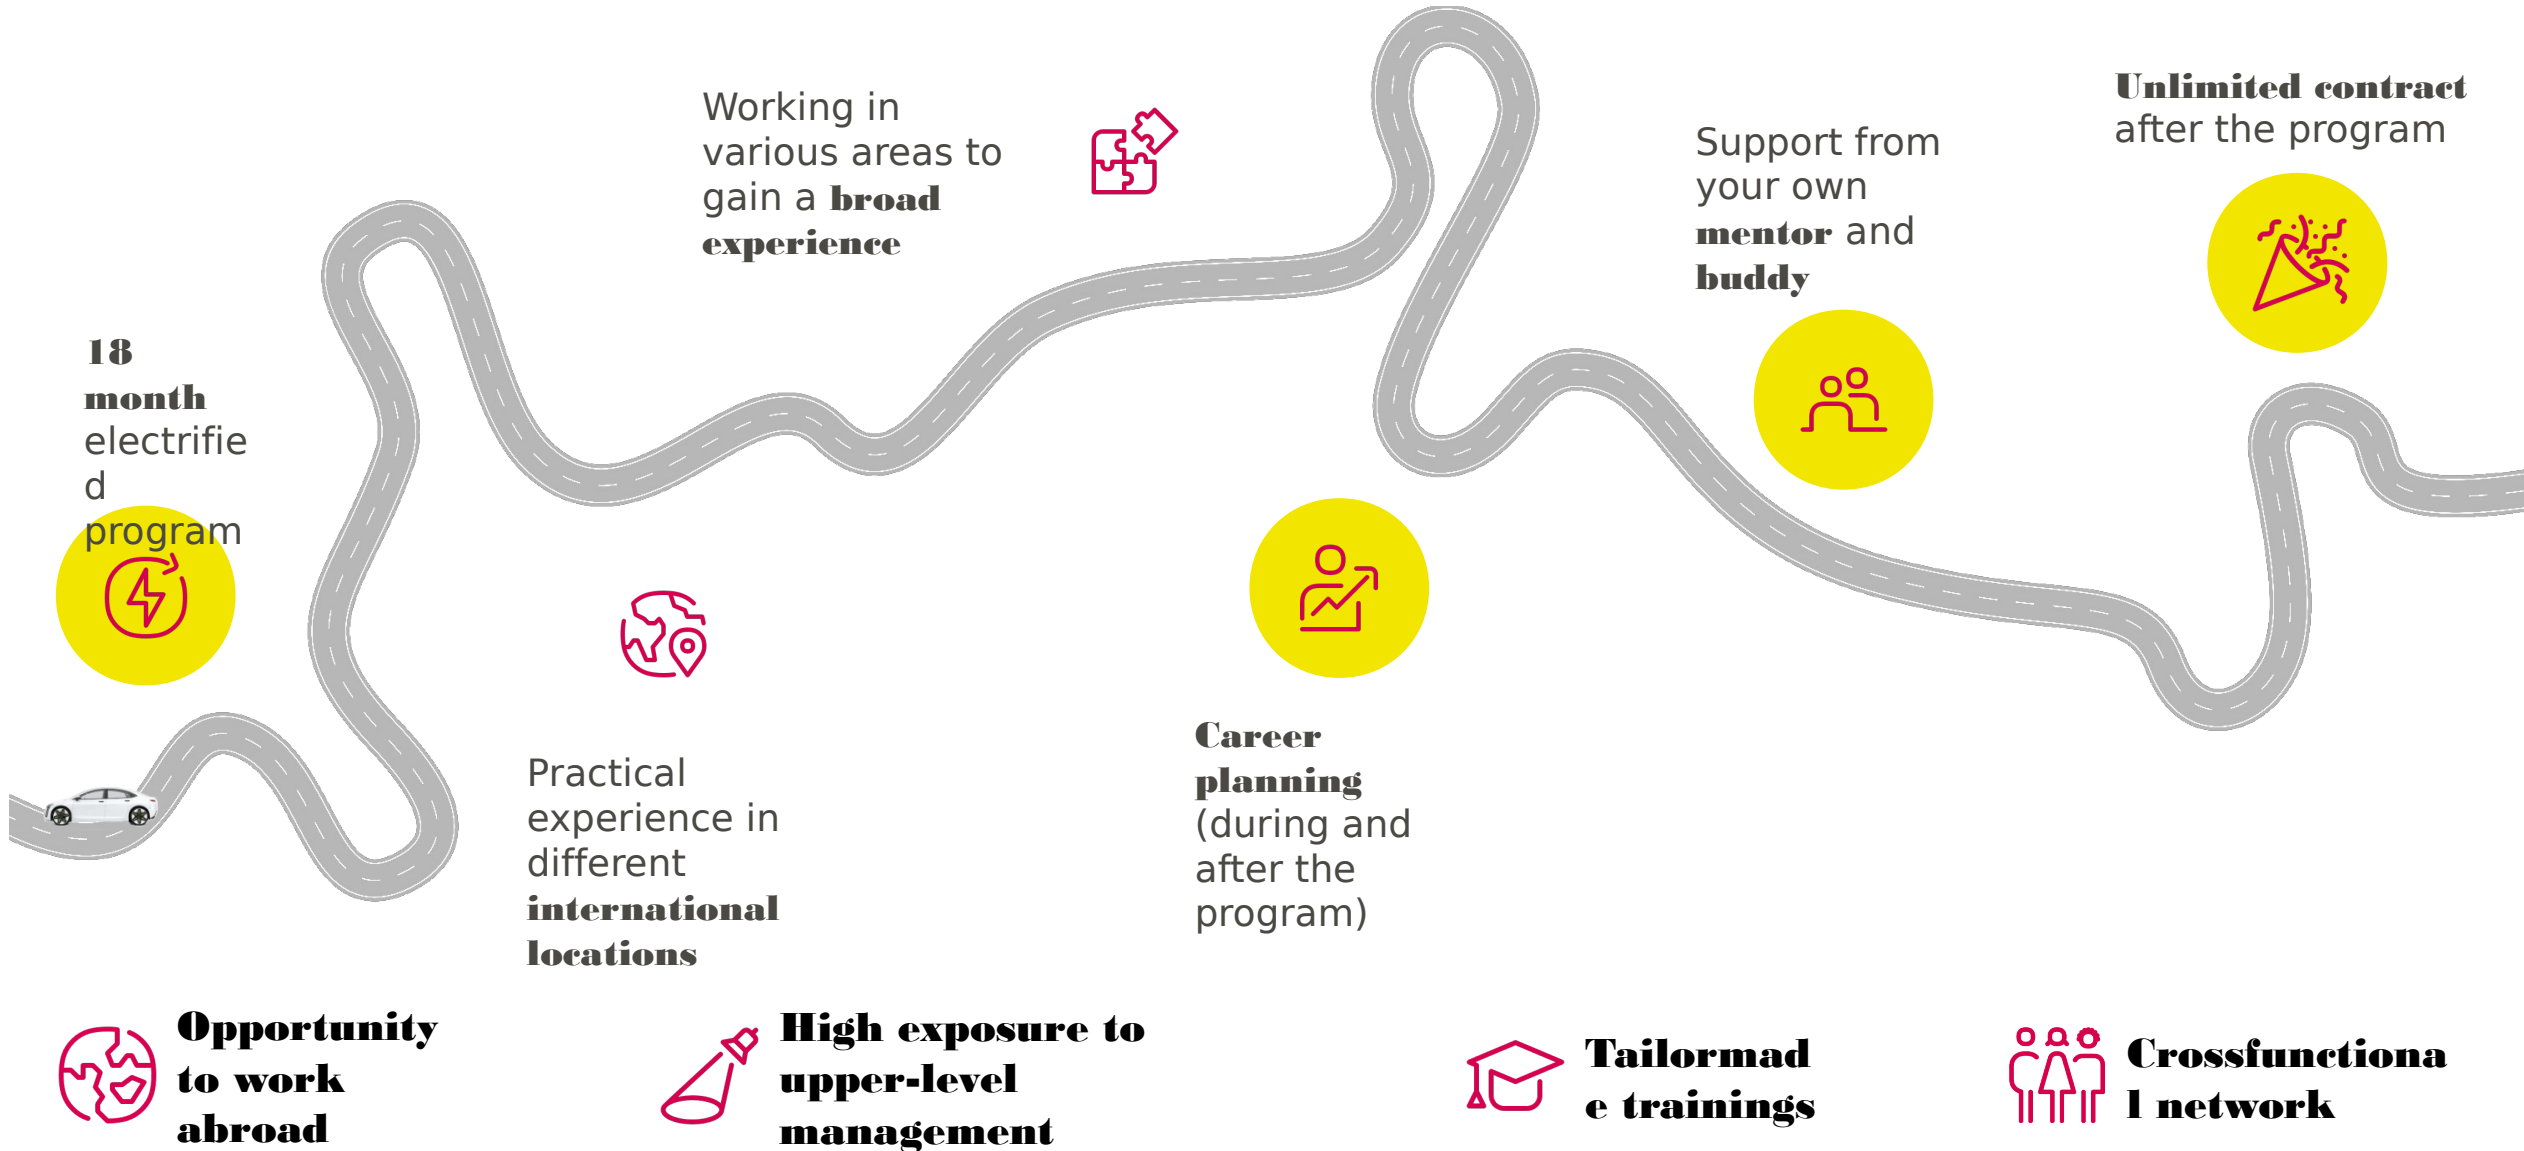 18
month
electrifie
d
program
Working in
various areas to
gain a broad
experience
Support from
your own
mentor and
buddy
Unlimited contract
after the program
Practical
experience in
different
international
locations
Career
planning
(during and
after the
program)
Opportunity
to work
abroad
High exposure to
upper-level
management
Tailormad
e trainings
Crossfunctiona
l network